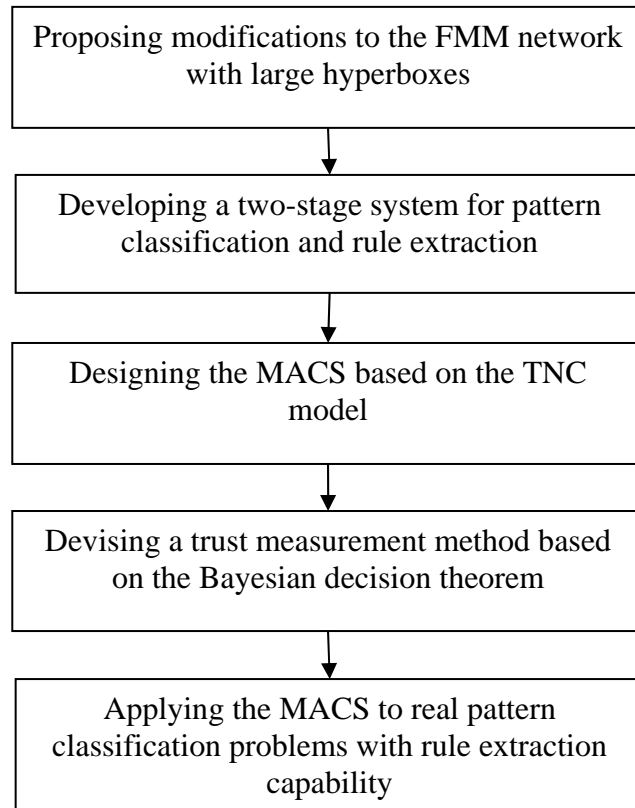 Proposing modifications to the FMM network
with large hyperboxes
Developing a two-stage system for pattern
classification and rule extraction
Designing the MACS based on the TNC
model
Devising a trust measurement method based
on the Bayesian decision theorem
Applying the MACS to real pattern
classification problems with rule extraction
capability